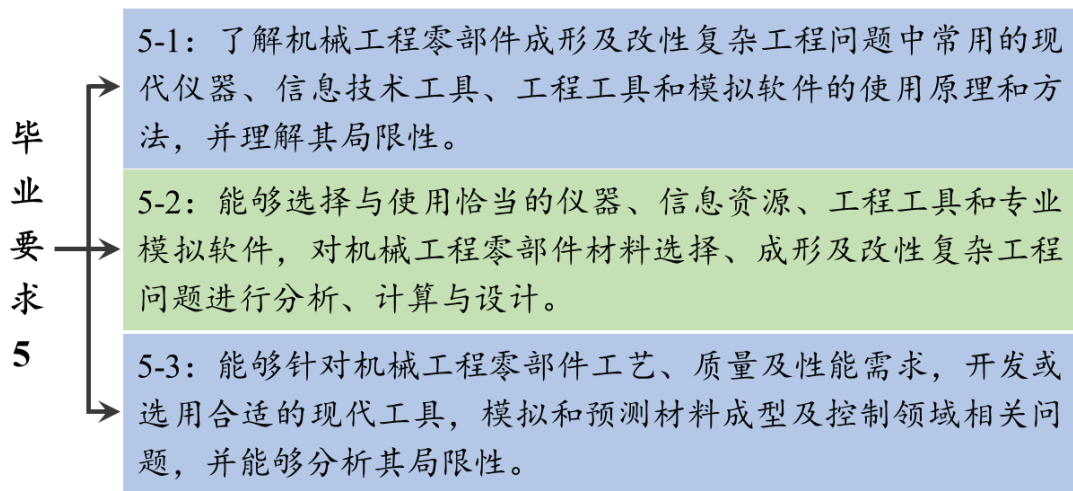 毕业要求5
5-1：了解机械工程零部件成形及改性复杂工程问题中常用的现
代仪器、信息技术工具、工程工具和模拟软件的使用原理和方
法，并理解其局限性。
5-2：能够选择与使用恰当的仪器、信息资源、工程工具和专业
模拟软件，对机械工程零部件材料选择、成形及改性复杂工程
问题进行分析、计算与设计。
5-3：能够针对机械工程零部件工艺、质量及性能需求，开发或
选用合适的现代工具，模拟和预测材料成型及控制领域相关问
题，并能够分析其局限性。